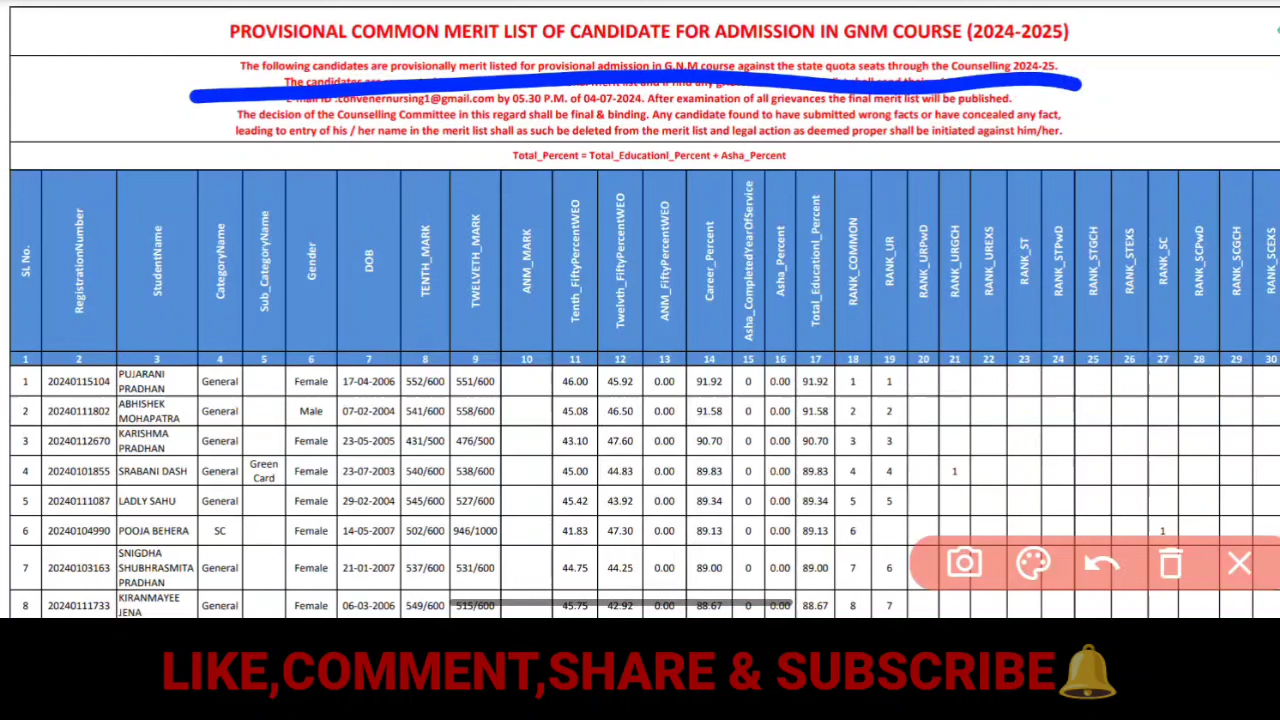 PROVISIONAL COMMON MERIT LIST OF CANDIDATE FOR ADMISSION IN GNM COURSE (2024-2025)
The following candidates are provisionally merit listed for provisional admission in G.N.M course against the state quota seats through the Counselling 2024-25.
The candidates are
merit list and if find any
E-mail ID :convenernursing1@gmail.com by 05.30 P.M. of 04-07-2024. After examination of all grievances the final merit list will be published.
The decision of the Counselling Committee in this regard shall be final & binding. Any candidate found to have submitted wrong facts or have concealed any fact,
leading to entry of his / her name in the merit list shall as such be deleted from the merit list and legal action as deemed proper shall be initiated against him/her.
Total_Percent = Total_Educationl_Percent + Asha_Percent
SL No. RegistrationNumber StudentName CategoryName Sub_CategoryName Gender DOB TENTH_MARK TWELVETH_MARK ANM_MARK Tenth_FiftyPercentWEO Twelvth_FiftyPercentWEO ANM_FiftyPercentWEO Career_Percent Asha_CompletedYearOfService Asha_Percent Total_Educationl_Percent RANK_COMMON RANK_UR RANK_URPwD RANK_URGCH RANK_UREXS RANK_ST RANK_STPwD RANK_STGCH RANK_STEXS RANK_SC RANK_SCPwD RANK_SCGCH RANK_SCEXS
1 2 3 4 5 6 7 8 9 10 11 12 13 14 15 16 17 18 19 20 21 22 23 24 25 26 27 28 29 30
1 20240115104 PUJARANI PRADHAN General Female 17-04-2006 552/600 551/600 46.00 45.92 0.00 91.92 0 0.00 91.92 1 1
2 20240111802 ABHISHEK MOHAPATRA General Male 07-02-2004 541/600 558/600 45.08 46.50 0.00 91.58 0 0.00 91.58 2 2
3 20240112670 KARISHMA PRADHAN General Female 23-05-2005 431/500 476/500 43.10 47.60 0.00 90.70 0 0.00 90.70 3 3
4 20240101855 SRABANI DASH General Green Card Female 23-07-2003 540/600 538/600 45.00 44.83 0.00 89.83 0 0.00 89.83 4 4 1
5 20240111087 LADLY SAHU General Female 29-02-2004 545/600 527/600 45.42 43.92 0.00 89.34 0 0.00 89.34 5 5
6 20240104990 POOJA BEHERA SC Female 14-05-2007 502/600 946/1000 41.83 47.30 0.00 89.13 0 0.00 89.13 6 1
7 20240103163 SNIGDHA SHUBHRASMITA PRADHAN General Female 21-01-2007 537/600 531/600 44.75 44.25 0.00 89.00 0 0.00 89.00 7 6
8 20240111733 KIRANMAYEE JENA General Female 06-03-2006 549/600 515/600 45.75 42.92 0.00 88.67 0 0.00 88.67 8 7
LIKE,COMMENT,SHARE & SUBSCRIBE